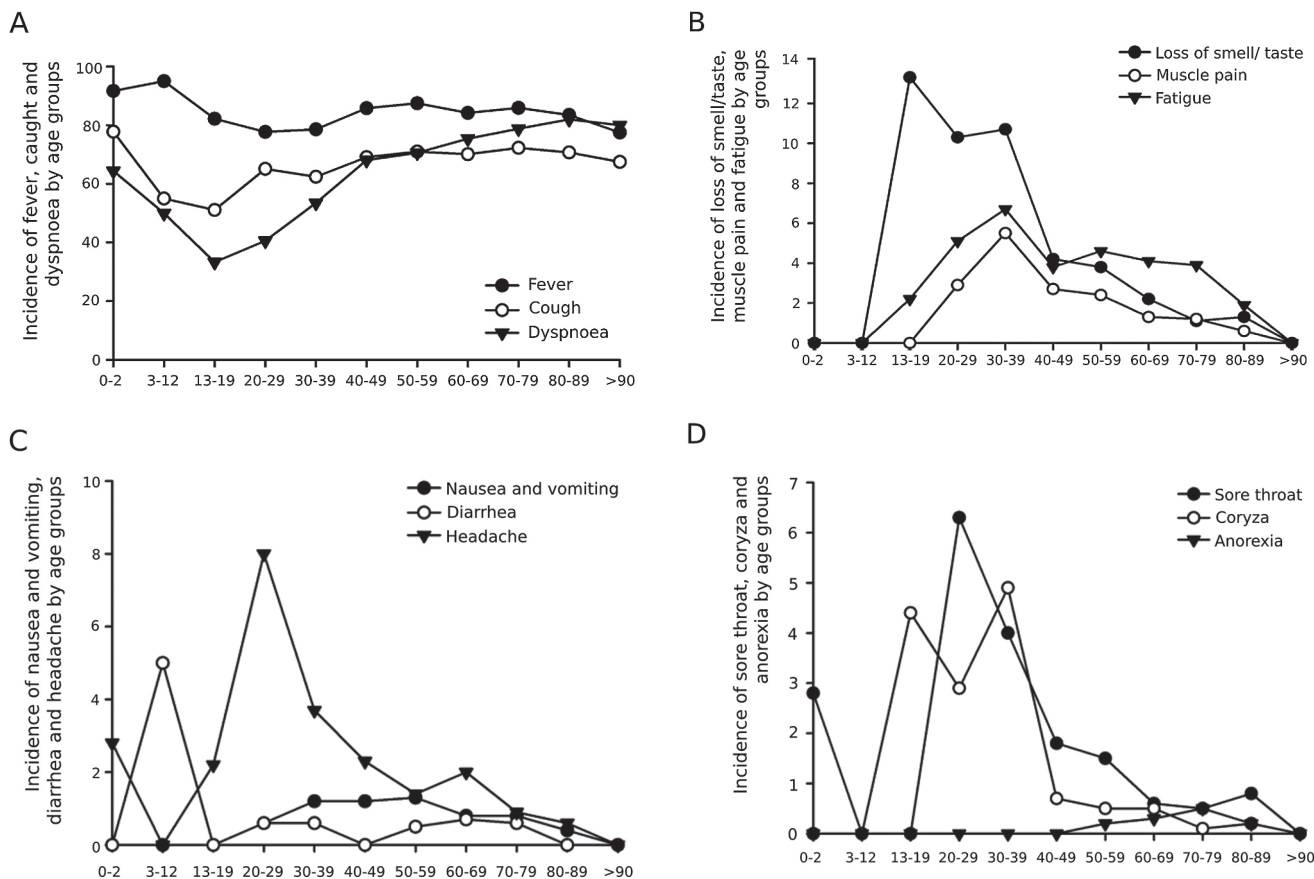 A
Incidence of fever, caught and
dyspnoea by age groups
100
80
60
40
20
0
Fever
Cough
Dyspnoea
0-2 3-12 13-19 20-29 30-39 40-49 50-59 60-69 70-79 80-89 >90
B
Incidence of loss of smell/taste,
muscle pain and fatigue by age
groups
14
12
10
8
6
4
2
0
Loss of smell/ taste
Muscle pain
Fatigue
0-2 3-12 13-19 20-29 30-39 40-49 50-59 60-69 70-79 80-89 >90
C
Incidence of nausea and vomiting,
diarrhea and headache by age groups
10
8
6
4
2
0
Nausea and vomiting
Diarrhea
Headache
0-2 3-12 13-19 20-29 30-39 40-49 50-59 60-69 70-79 80-89 >90
D
Incidence of sore throat, coryza and
anorexia by age groups
7
6
5
4
3
2
1
0
Sore throat
Coryza
Anorexia
0-2 3-12 13-19 20-29 30-39 40-49 50-59 60-69 70-79 80-89 >90